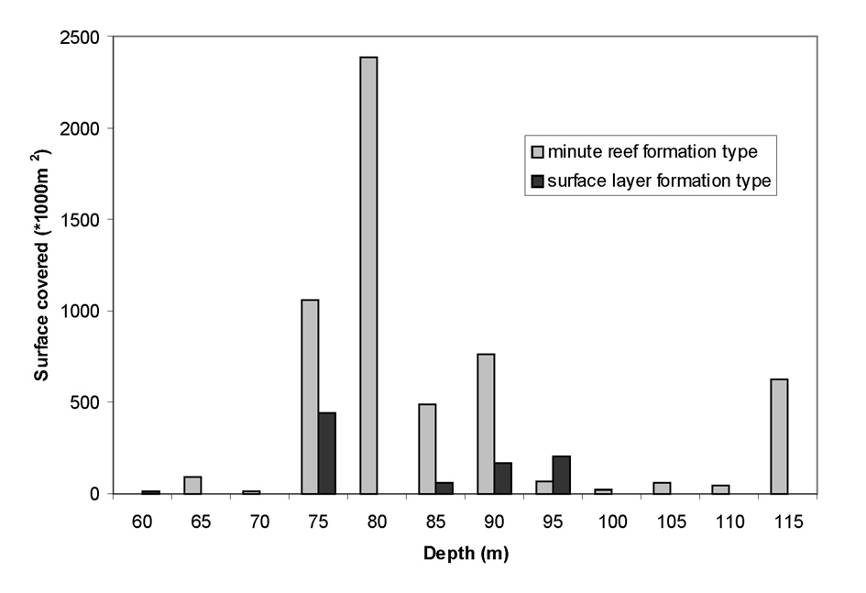 2500
2000
1500
1000
500
0
Surface covered (*1000m ²)
minute reef formation type
surface layer formation type
60 65 70 75 80 85 90 95 100 105 110 115
Depth (m)